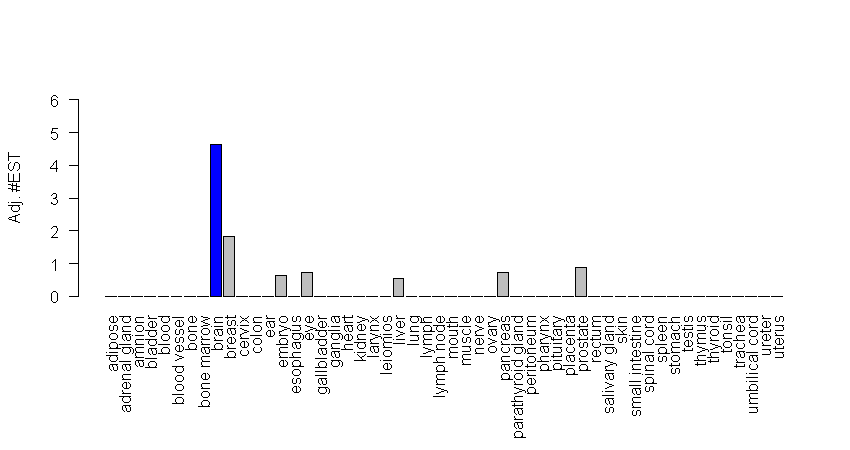 Adj. #EST
6
5
4
3
2
1
0
adipose
adrenal gland
amnion
bladder
blood
blood vessel
bone
bone marrow
brain
breast
cervix
colon
ear
embryo
esophagus
eye
gallbladder
ganglia
heart
kidney
larynx
leiomios
liver
lung
lymph
lymph node
mouth
muscle
nerve
ovary
pancreas
parathyroid gland
peritoneum
pharynx
pituitary
placenta
prostate
rectum
salivary gland
skin
small intestine
spinal cord
spleen
stomach
testis
thymus
thyroid
tonsil
trachea
umbilical cord
ureter
uterus